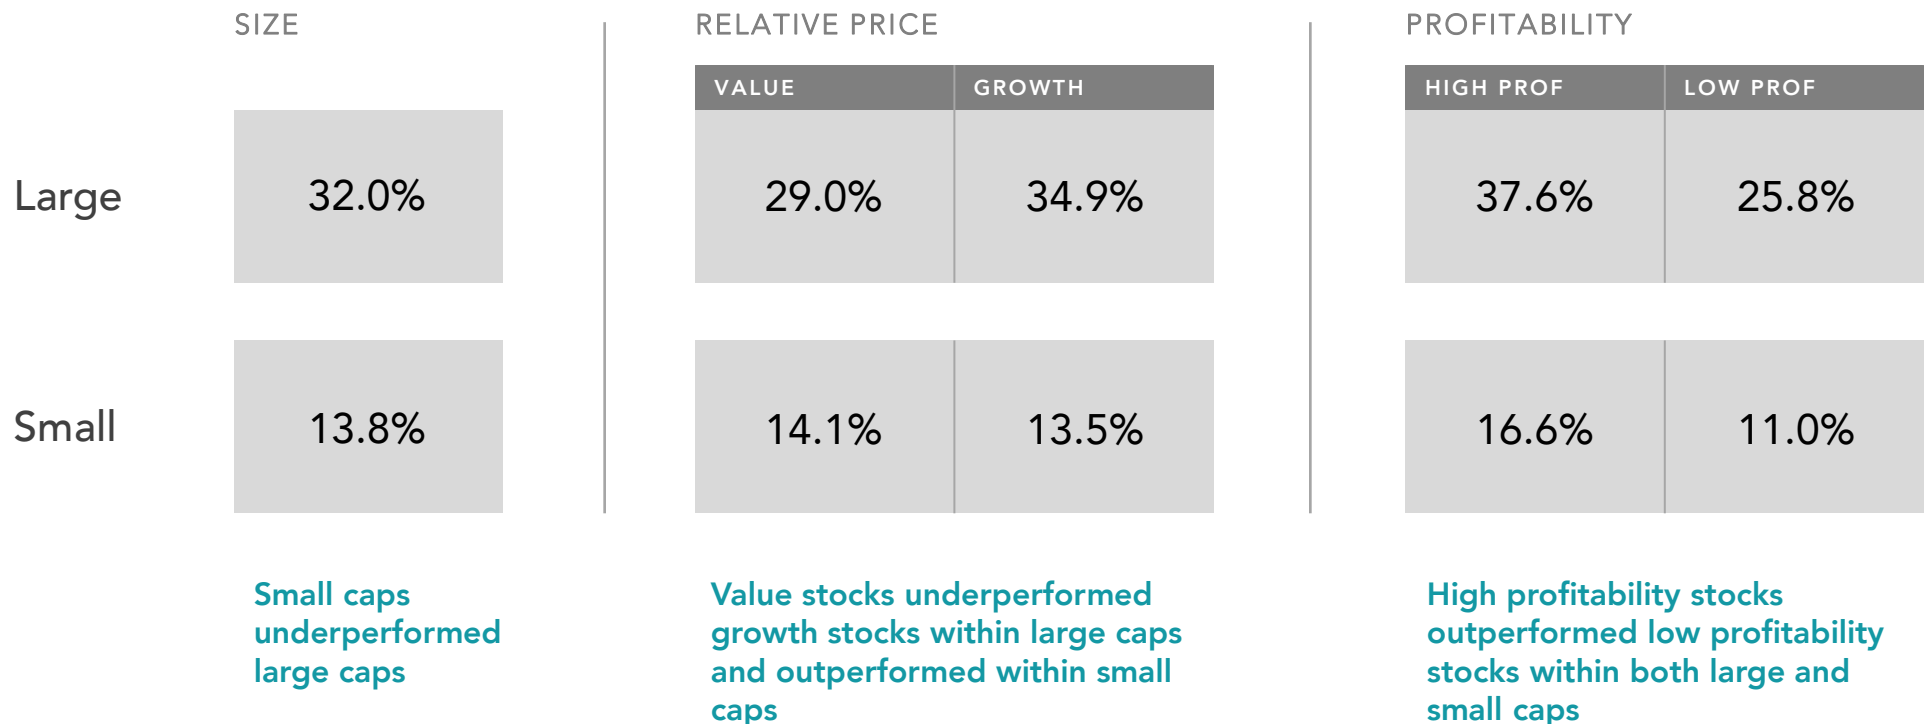 SIZE
RELATIVE PRICE
PROFITABILITY
VALUE GROWTH
HIGH PROF LOW PROF
Large 32.0% 29.0% 34.9% 37.6% 25.8%
Small 13.8% 14.1% 13.5% 16.6% 11.0%
Small caps
underperformed
large caps
Value stocks underperformed
growth stocks within large caps
and outperformed within small
caps
High profitability stocks
outperformed low profitability
stocks within both large and
small caps